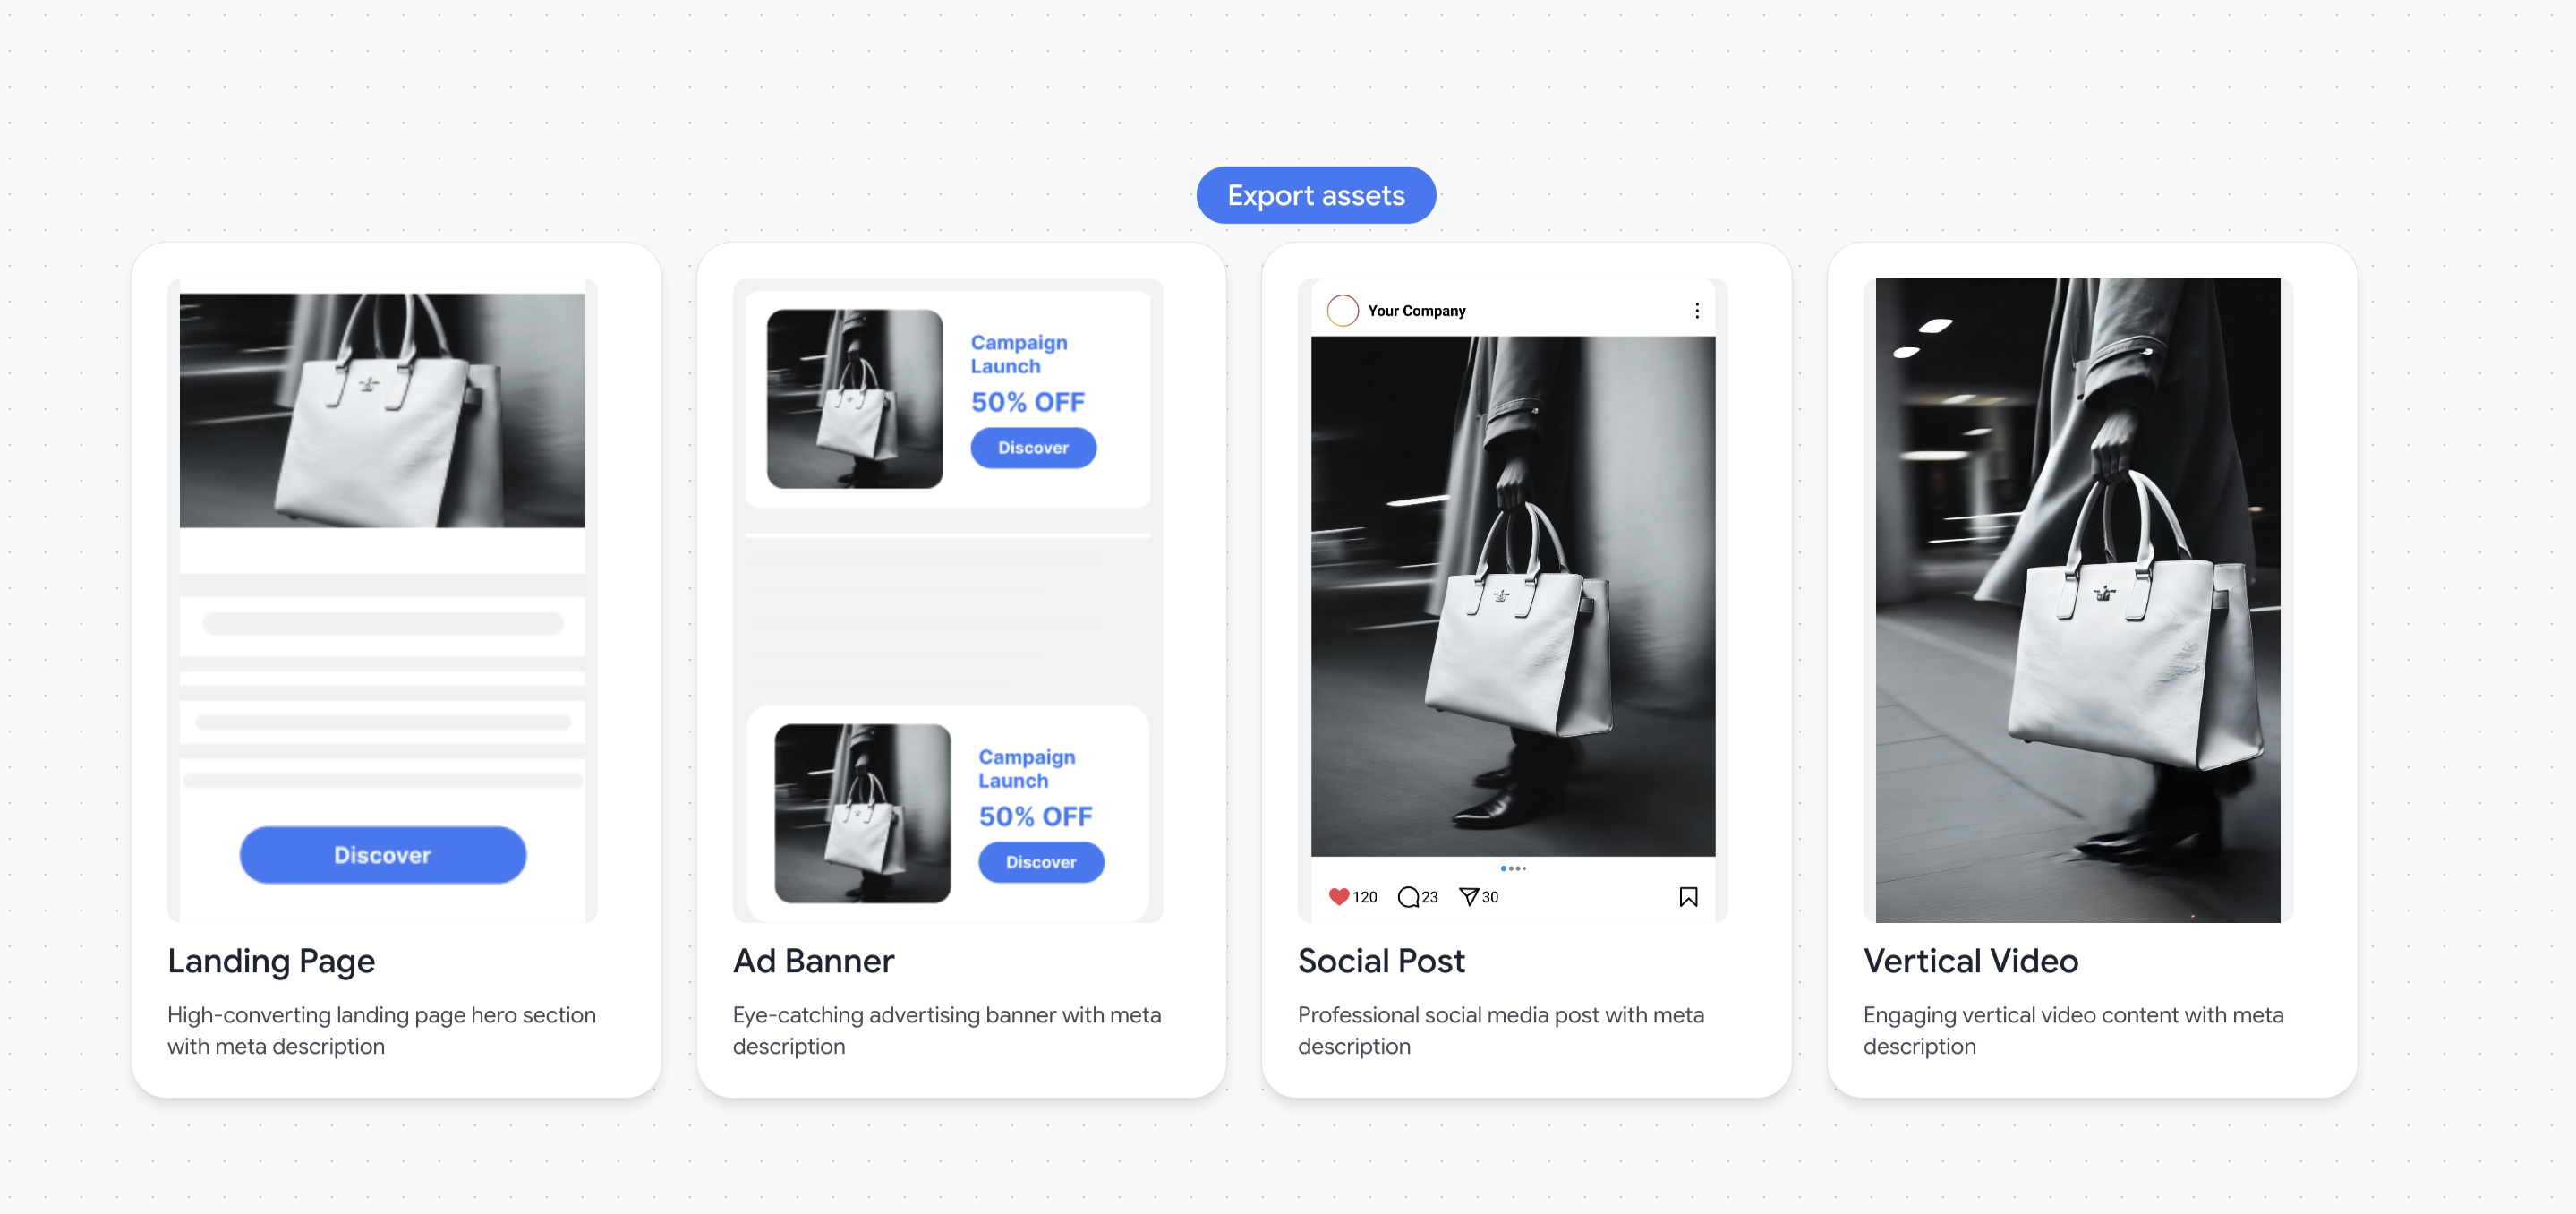 Export assets
Discover
Landing Page
High-converting landing page hero section
with meta description
Campaign
Launch
50% OFF
Discover
Campaign
Launch
50% OFF
Discover
Ad Banner
Eye-catching advertising banner with meta
description
Your Company
120 23 30
Social Post
Professional social media post with meta
description
Vertical Video
Engaging vertical video content with meta
description